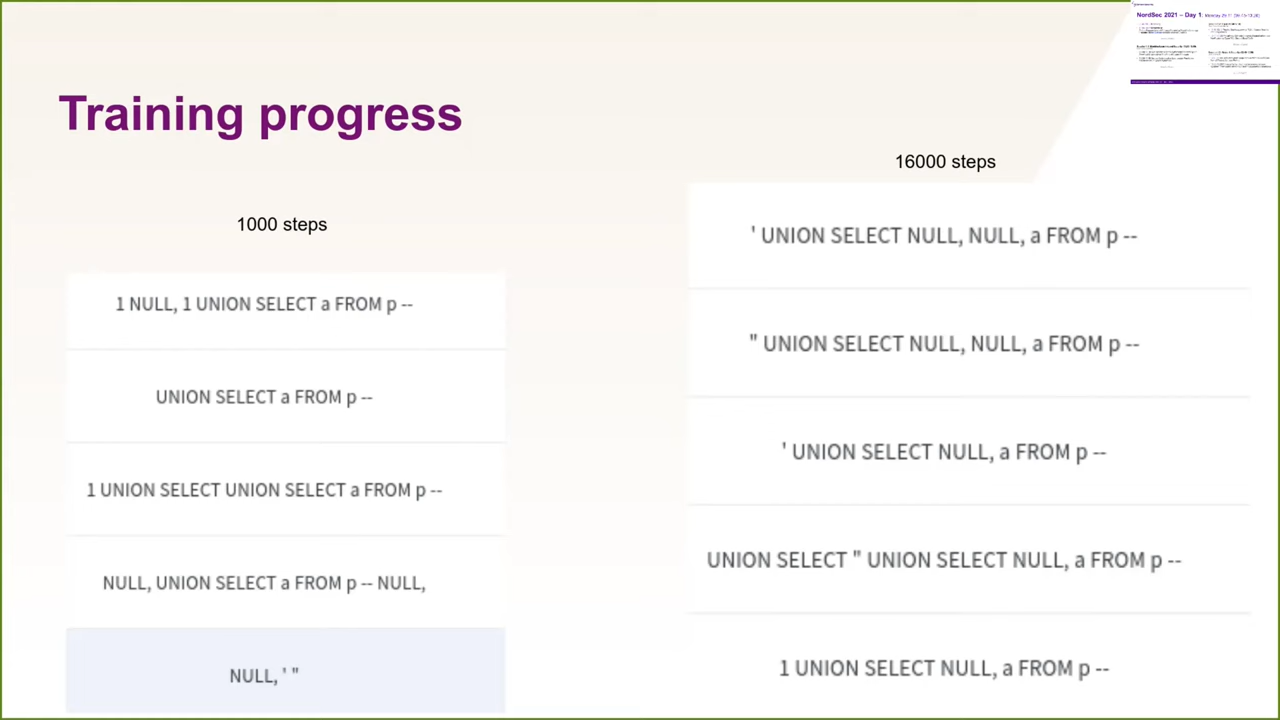 NordSec 2021 – Day 1:
Training progress
1000 steps
1 NULL, 1 UNION SELECT a FROM p --
UNION SELECT a FROM p --
1 UNION SELECT UNION SELECT a FROM p --
NULL, UNION SELECT a FROM p -- NULL,
NULL, ' "
16000 steps
' UNION SELECT NULL, NULL, a FROM p --
" UNION SELECT NULL, NULL, a FROM p --
' UNION SELECT NULL, a FROM p --
UNION SELECT " UNION SELECT NULL, a FROM p --
1 UNION SELECT NULL, a FROM p --